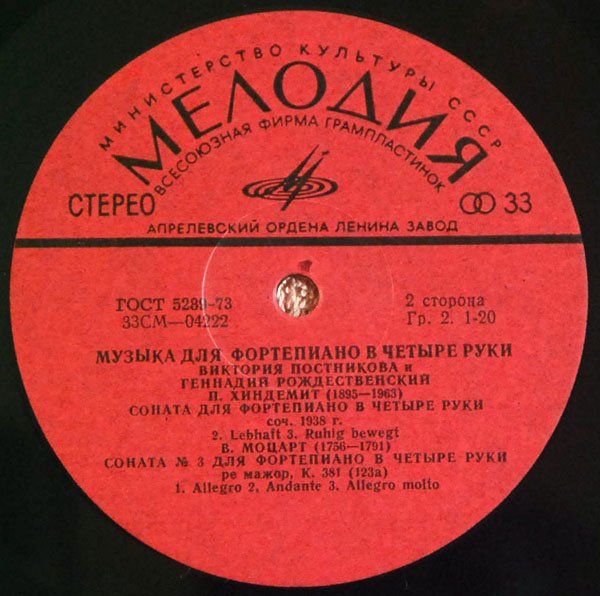 МИНИСТЕРСТВО КУЛЬТУРЫ СССР
МЕЛОДИЯ
ВСЕСОЮЗНАЯ ФИРМА ГРАМПЛАСТИНОК
СТЕРЕО
33
АПРЕЛЕВСКИЙ ОРДЕНА ЛЕНИНА ЗАВОД
ГОСТ 5289-73
2 сторона
33СМ—04222
Гр. 2. 1-20
МУЗЫКА ДЛЯ ФОРТЕПИАНО В ЧЕТЫРЕ РУКИ
ВИКТОРИЯ ПОСТНИКОВА и
ГЕННАДИЙ РОЖДЕСТВЕНСКИЙ
П. ХИНДЕМИТ (1895—1963)
СОНАТА ДЛЯ ФОРТЕПИАНО В ЧЕТЫРЕ РУКИ
соч. 1938 г.
2. Lebhaft 3. Ruhig bewegt
В. МОЦАРТ (1756—1791)
СОНАТА № 3 ДЛЯ ФОРТЕПИАНО В ЧЕТЫРЕ РУКИ
ре мажор, К. 381 (123а)
1. Allegro 2, Andante 3. Allegro molto